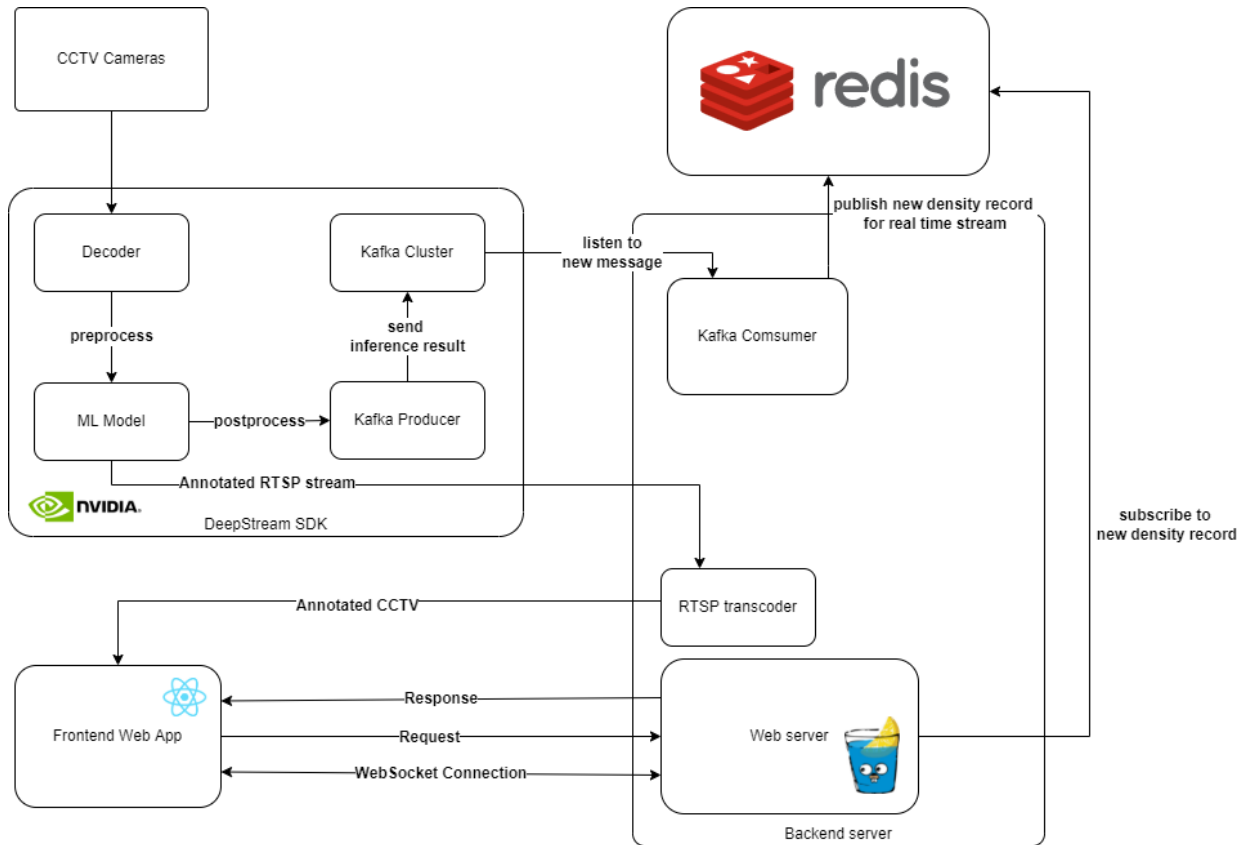 CCTV Cameras
redis
publish new density record
for real time stream
Decoder
Kafka Cluster
listen to
new message
preprocess
send
inference result
Kafka Comsumer
ML Model
postprocess
Kafka Producer
Annotated RTSP stream
NVIDIA.
DeepStream SDK
subscribe to
new density record
Annotated CCTV
RTSP transcoder
Response
Frontend Web App
Request
Web server
WebSocket Connection
Backend server